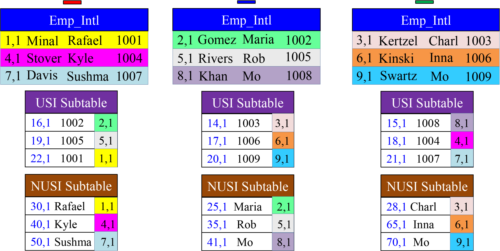 Emp_Intl Emp_Intl Emp_Intl
1,1 Minal Rafael 1001 2,1 Gomez Maria 1002 3,1 Kertzel Charl 1003
4,1 Stover Kyle 1004 5,1 Rivers Rob 1005 6,1 Kinski Inna 1006
7,1 Davis Sushma 1007 8,1 Khan Mo 1008 9,1 Swartz Mo 1009
USI Subtable USI Subtable USI Subtable
16,1 1002 2,1 14,1 1003 3,1 15,1 1008 8,1
19,1 1005 5,1 17,1 1006 6,1 18,1 1004 4,1
22,1 1001 1,1 20,1 1009 9,1 21,1 1007 7,1
NUSI Subtable NUSI Subtable NUSI Subtable
30,1 Rafael 1,1 25,1 Maria 2,1 28,1 Charl 3,1
40,1 Kyle 4,1 35,1 Rob 5,1 65,1 Inna 6,1
50,1 Sushma 7,1 41,1 Mo 8,1 70,1 Mo 9,1